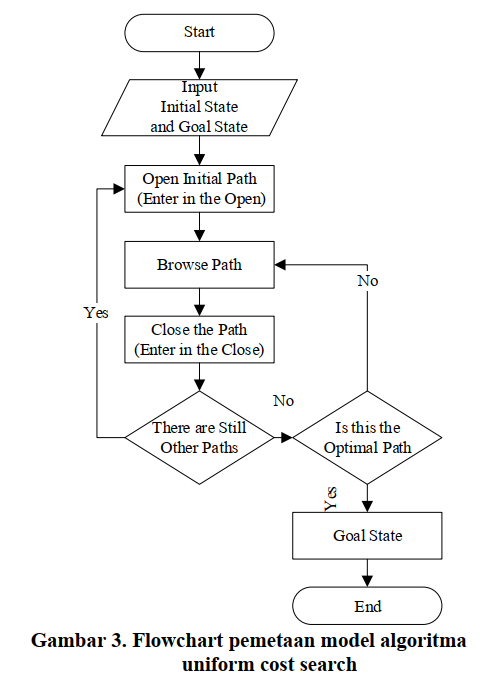 Start
Input
Initial State
and Goal State
Open Initial Path
(Enter in the Open)
Browse Path
No
Yes
Close the Path
(Enter in the Close)
No
There are Still
Other Paths
Is this the
Optimal Path
Yes
Goal State
End
Gambar 3. Flowchart pemetaan model algoritma
uniform cost search